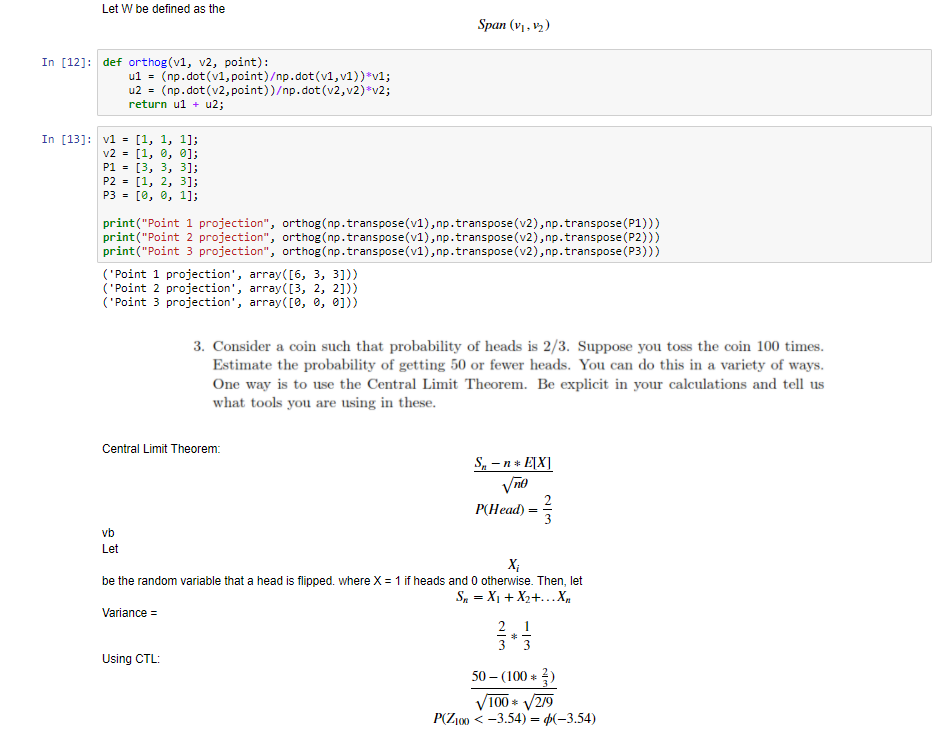 Let W be defined as the
Span (v₁, v₂)
In [12]: def orthog(v1, v2, point):
    u1 = (np.dot(v1,point)/np.dot(v1,v1))*v1;
    u2 = (np.dot(v2,point))/np.dot(v2,v2)*v2;
    return u1 + u2;
In [13]: v1 = [1, 1, 1];
v2 = [1, 0, 0];
P1 = [3, 3, 3];
P2 = [1, 2, 3];
P3 = [0, 0, 1];
print("Point 1 projection", orthog(np.transpose(v1),np.transpose(v2),np.transpose(P1)))
print("Point 2 projection", orthog(np.transpose(v1),np.transpose(v2),np.transpose(P2)))
print("Point 3 projection", orthog(np.transpose(v1),np.transpose(v2),np.transpose(P3)))
('Point 1 projection', array([6, 3, 3]))
('Point 2 projection', array([3, 2, 2]))
('Point 3 projection', array([0, 0, 0]))
3. Consider a coin such that probability of heads is 2/3. Suppose you toss the coin 100 times.
Estimate the probability of getting 50 or fewer heads. You can do this in a variety of ways.
One way is to use the Central Limit Theorem. Be explicit in your calculations and tell us
what tools you are using in these.
Central Limit Theorem:
Sₙ − n * E[X]
√nθ
P(Head) = 2/3
vb
Let
Xᵢ
be the random variable that a head is flipped. where X = 1 if heads and 0 otherwise. Then, let
Sₙ = X₁ + X₂+...Xₙ
Variance =
2/3 * 1/3
Using CTL:
50 − (100 * 2/3)
√100 * √2/9
P(Z₁₀₀ < −3.54) = ϕ(−3.54)